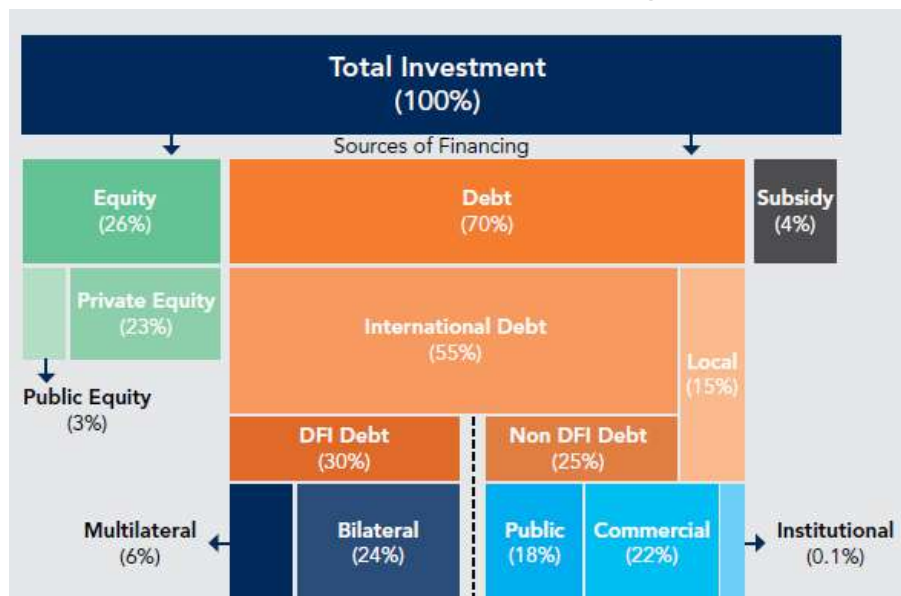 Total Investment
(100%)
Sources of Financing
Equity
(26%)
Debt
(70%)
Subsidy
(4%)
Private Equity
(23%)
International Debt
(55%)
Local
(15%)
Public Equity
(3%)
DFI Debt
(30%)
Non DFI Debt
(25%)
Multilateral
(6%)
Bilateral
(24%)
Public
(18%)
Commercial
(22%)
Institutional
(0.1%)